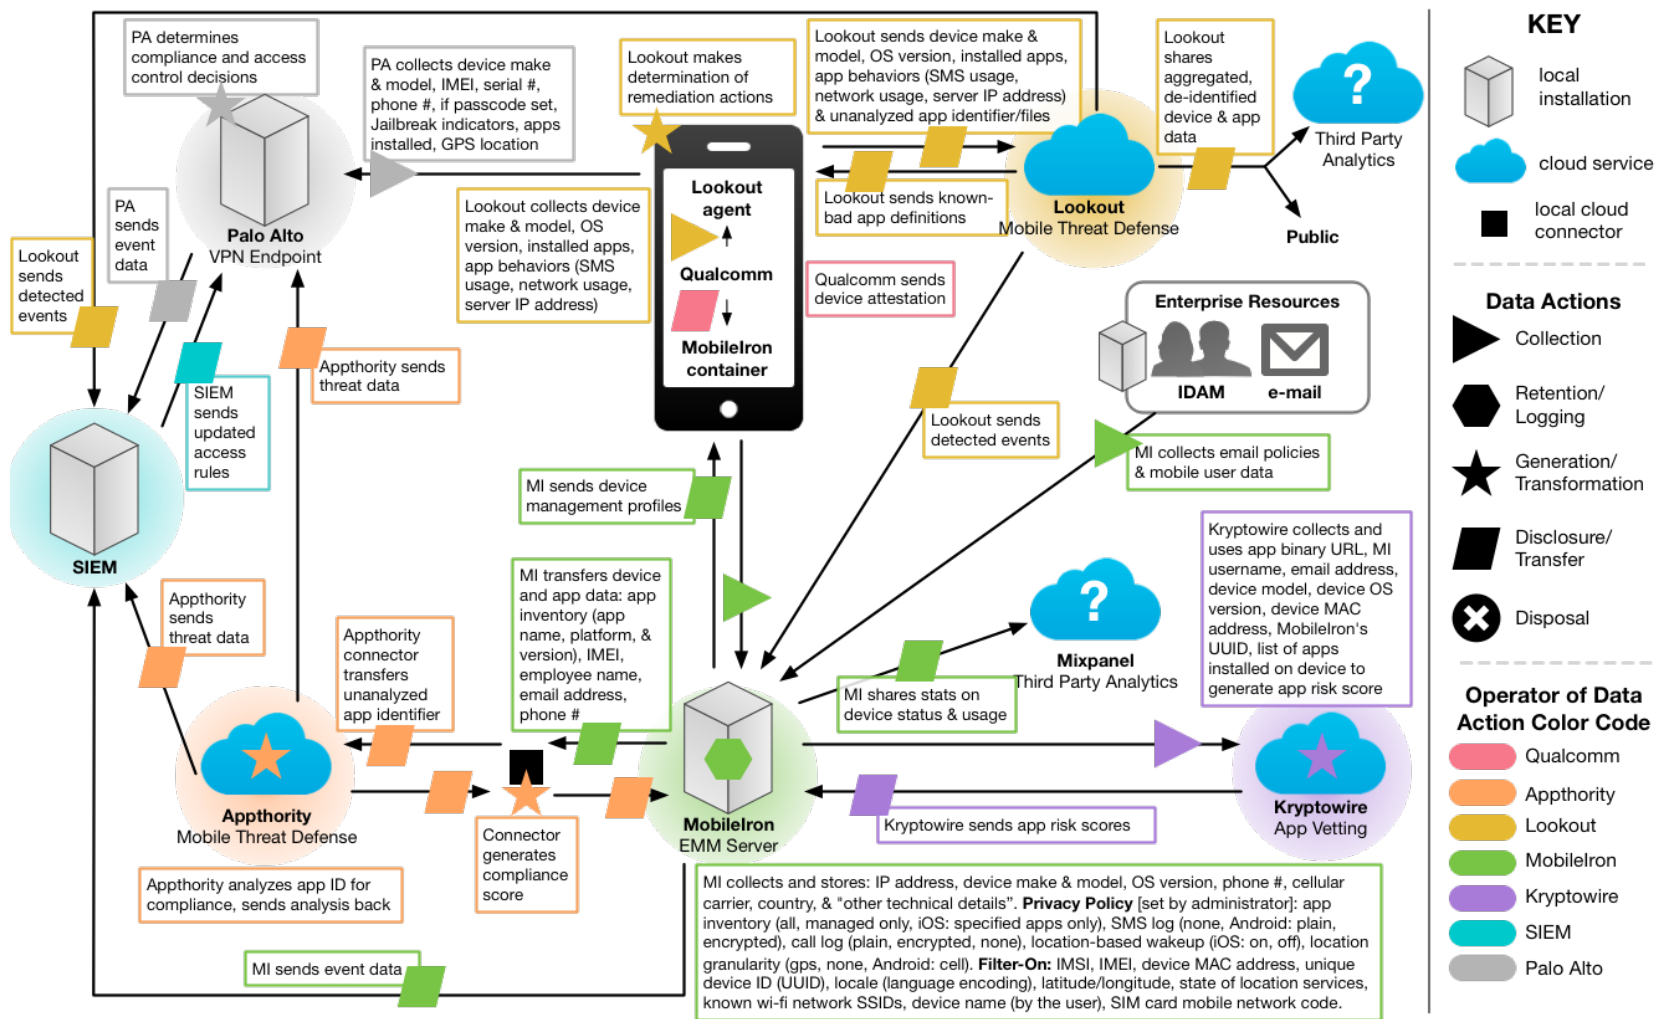 PA determines
compliance and access
control decisions
PA collects device make
& model, IMEI, serial #,
phone #, if passcode set,
Jailbreak indicators, apps
installed, GPS location
Lookout makes
determination of
remediation actions
Lookout sends device make &
model, OS version, installed apps,
app behaviors (SMS usage,
network usage, server IP address)
& unanalyzed app identifier/files
Lookout
shares
aggregated,
de-identified
device & app
data
?
Third Party
Analytics
Public
Lookout
Mobile Threat Defense
Lookout sends known-
bad app definitions
Lookout
agent
Qualcomm
MobileIron
container
Qualcomm sends
device attestation
Lookout collects device
make & model, OS
version, installed apps,
app behaviors (SMS
usage, network usage,
server IP address)
Palo Alto
VPN Endpoint
PA
sends
event
data
Lookout
sends
detected
events
SIEM
sends
updated
access
rules
Appthority sends
threat data
SIEM
Enterprise Resources
IDAM
e-mail
Lookout sends
detected events
MI collects email policies
& mobile user data
MI sends device
management profiles
Kryptowire collects and
uses app binary URL, MI
username, email address,
device model, device OS
version, device MAC
address, MobileIron's
UUID, list of apps
installed on device to
generate app risk score
MI transfers device
and app data: app
inventory (app
name, platform, &
version), IMEI,
employee name,
email address,
phone #
Appthority
sends
threat data
Appthority
connector
transfers
unanalyzed
app identifier
?
Mixpanel
Third Party Analytics
MI shares stats on
device status & usage
Appthority
Mobile Threat Defense
Appthority analyzes app ID for
compliance, sends analysis back
Connector
generates
compliance
score
MobileIron
EMM Server
Kryptowire sends app risk scores
Kryptowire
App Vetting
MI sends event data
MI collects and stores: IP address, device make & model, OS version, phone #, cellular
carrier, country, & "other technical details". Privacy Policy [set by administrator]: app
inventory (all, managed only, iOS: specified apps only), SMS log (none, Android: plain,
encrypted), call log (plain, encrypted, none), location-based wakeup (iOS: on, off), location
granularity (gps, none, Android: cell). Filter-On: IMSI, IMEI, device MAC address, unique
device ID (UUID), locale (language encoding), latitude/longitude, state of location services,
known wi-fi network SSIDs, device name (by the user), SIM card mobile network code.
KEY
local
installation
cloud service
local cloud
connector
Data Actions
Collection
Retention/
Logging
Generation/
Transformation
Disclosure/
Transfer
Disposal
Operator of Data
Action Color Code
Qualcomm
Appthority
Lookout
MobileIron
Kryptowire
SIEM
Palo Alto